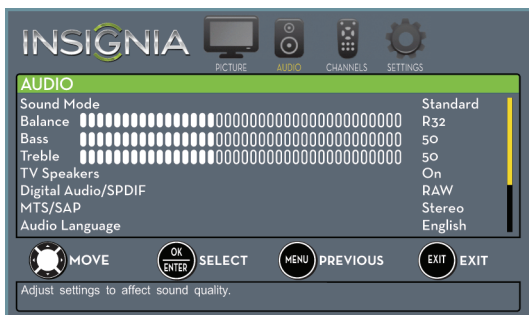 INSIGNIA
PICTURE AUDIO CHANNELS SETTINGS
AUDIO
Sound Mode Standard
Balance R32
Bass 50
Treble 50
TV Speakers On
Digital Audio/SPDIF RAW
MTS/SAP Stereo
Audio Language English
MOVE OK ENTER SELECT MENU PREVIOUS EXIT EXIT
Adjust settings to affect sound quality.